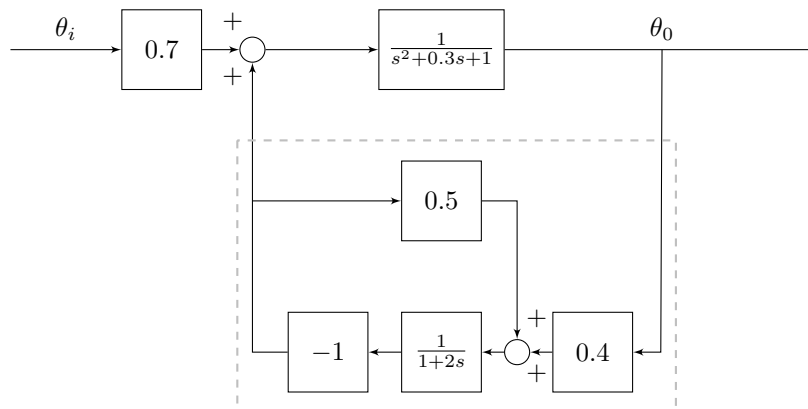 θ_i
0.7
+
+
1/(s²+0.3s+1)
θ_0
0.5
−1
1/(1+2s)
+
+
0.4